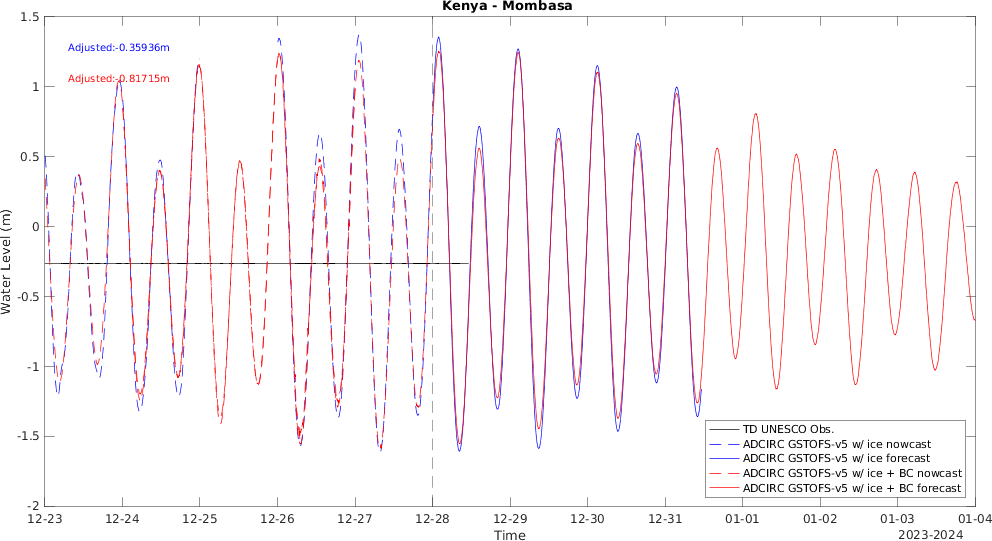 Kenya - Mombasa
Adjusted:-0.35936m
Adjusted:-0.81715m
Water Level (m)
1.5
1
0.5
0
-0.5
-1
-1.5
-2
TD UNESCO Obs.
ADCIRC GSTOFS-v5 w/ ice nowcast
ADCIRC GSTOFS-v5 w/ ice forecast
ADCIRC GSTOFS-v5 w/ ice + BC nowcast
ADCIRC GSTOFS-v5 w/ ice + BC forecast
12-23 12-24 12-25 12-26 12-27 12-28 12-29 12-30 12-31 01-01 01-02 01-03 01-04
Time
2023-2024